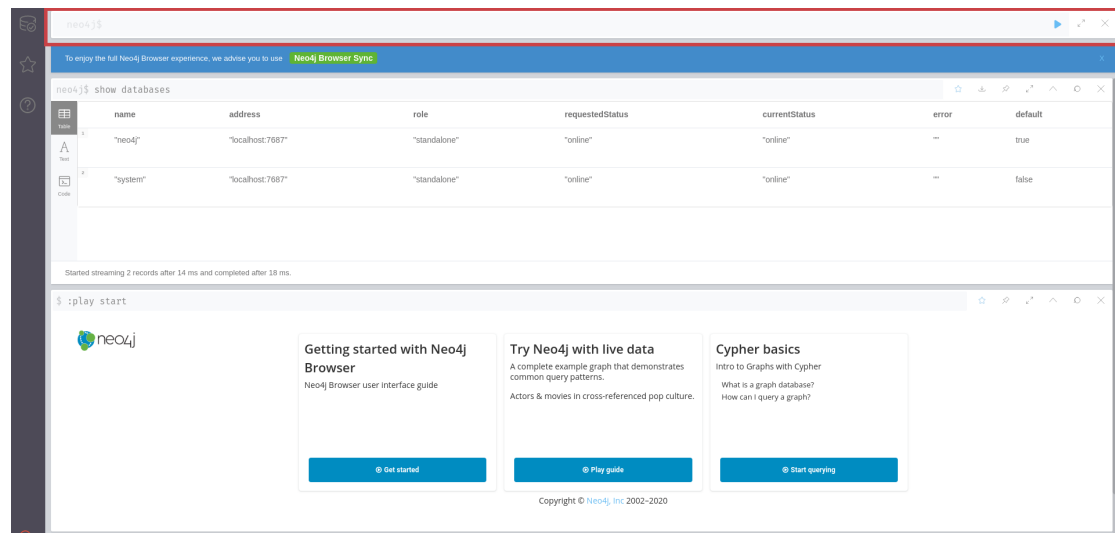 neo4j$
To enjoy the full Neo4j Browser experience, we advise you to use Neo4j Browser Sync x
neo4j$ show databases
Table
Text
Code
name address role requestedStatus currentStatus error default
"neo4j" "localhost:7687" "standalone" "online" "online" "" true
"system" "localhost:7687" "standalone" "online" "online" "" false
Started streaming 2 records after 14 ms and completed after 18 ms.
$ :play start
neo4j
Getting started with Neo4j
Browser
Neo4j Browser user interface guide
Get started
Try Neo4j with live data
A complete example graph that demonstrates
common query patterns.
Actors & movies in cross-referenced pop culture.
Play guide
Cypher basics
Intro to Graphs with Cypher
What is a graph database?
How can I query a graph?
Start querying
Copyright © Neo4j, Inc 2002–2020